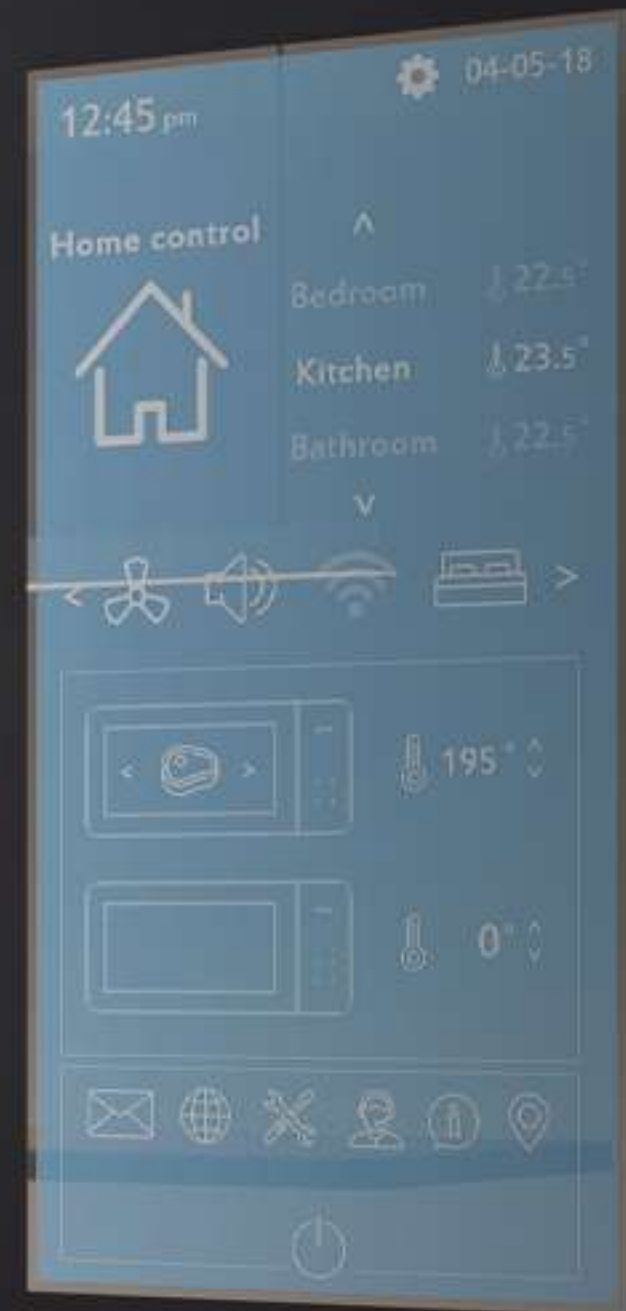 12:45 pm
04-05-18
Home control
Bedroom 22.5°
Kitchen 23.5°
Bathroom 22.5°
195°
0°